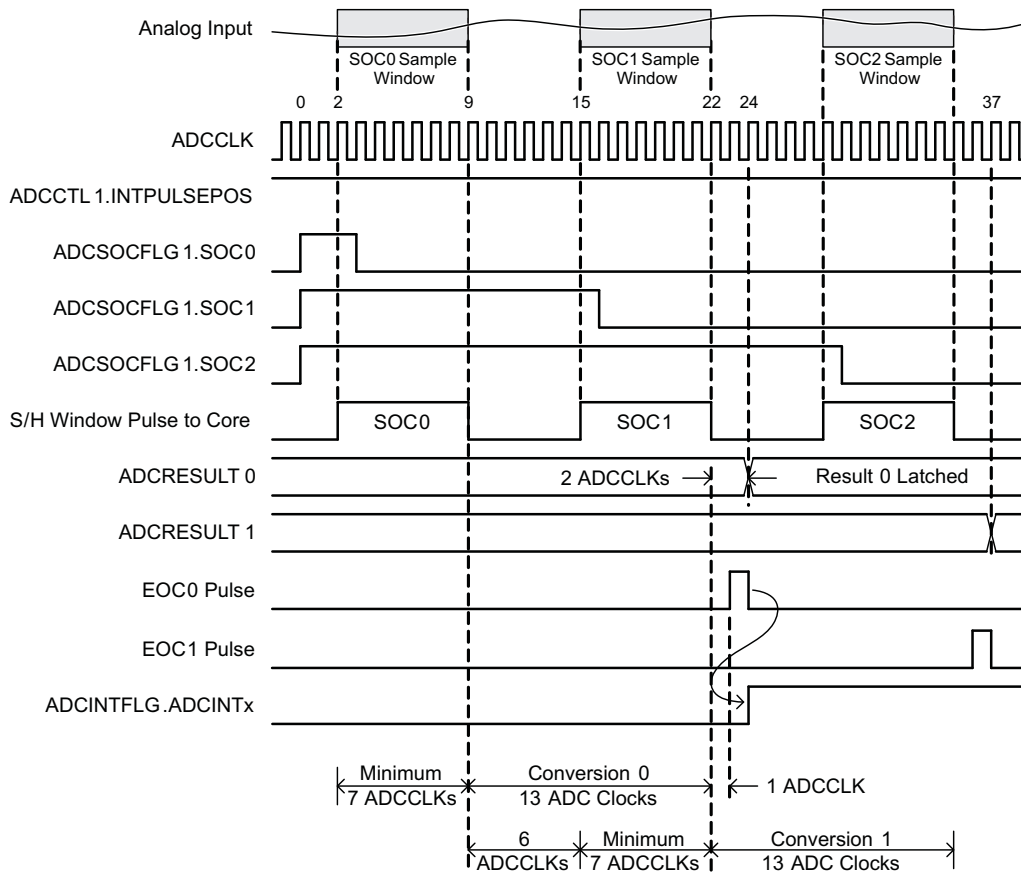 Analog Input
SOC0 Sample
Window
SOC1 Sample
Window
SOC2 Sample
Window
0 2 9 15 22 24 37
ADCCLK
ADCCTL 1.INTPULSEPOS
ADCSOCFLG 1.SOC0
ADCSOCFLG 1.SOC1
ADCSOCFLG 1.SOC2
S/H Window Pulse to Core
SOC0 SOC1 SOC2
ADCRESULT 0
2 ADCCLKs
Result 0 Latched
ADCRESULT 1
EOC0 Pulse
EOC1 Pulse
ADCINTFLG.ADCINTx
Minimum
7 ADCCLKs
Conversion 0
13 ADC Clocks
1 ADCCLK
6
ADCCLKs
Minimum
7 ADCCLKs
Conversion 1
13 ADC Clocks